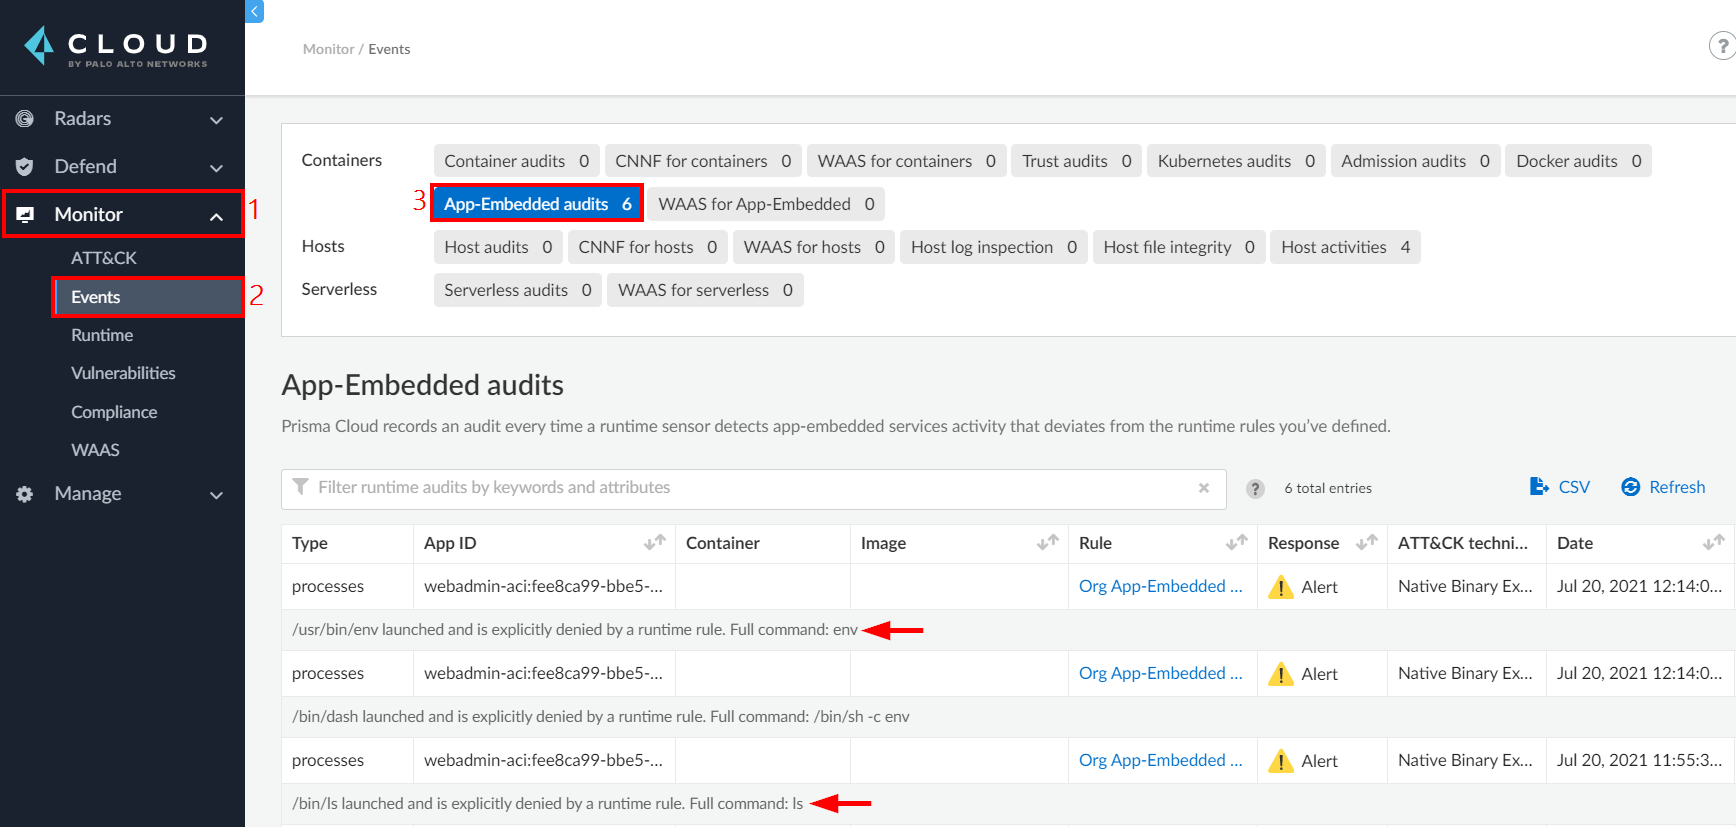 CLOUD
BY PALO ALTO NETWORKS
Monitor / Events
?
Radars
Defend
Monitor
1
ATT&CK
Events
2
Runtime
Vulnerabilities
Compliance
WAAS
Manage
Containers
Container audits 0
CNNF for containers 0
WAAS for containers 0
Trust audits 0
Kubernetes audits 0
Admission audits 0
Docker audits 0
3
App-Embedded audits 6
WAAS for App-Embedded 0
Hosts
Host audits 0
CNNF for hosts 0
WAAS for hosts 0
Host log inspection 0
Host file integrity 0
Host activities 4
Serverless
Serverless audits 0
WAAS for serverless 0
App-Embedded audits
Prisma Cloud records an audit every time a runtime sensor detects app-embedded services activity that deviates from the runtime rules you've defined.
Filter runtime audits by keywords and attributes
?
6 total entries
CSV
Refresh
Type App ID Container Image Rule Response ATT&CK techni... Date
processes webadmin-aci:fee8ca99-bbe5-... Org App-Embedded ... Alert Native Binary Ex... Jul 20, 2021 12:14:0...
/usr/bin/env launched and is explicitly denied by a runtime rule. Full command: env
processes webadmin-aci:fee8ca99-bbe5-... Org App-Embedded ... Alert Native Binary Ex... Jul 20, 2021 12:14:0...
/bin/dash launched and is explicitly denied by a runtime rule. Full command: /bin/sh -c env
processes webadmin-aci:fee8ca99-bbe5-... Org App-Embedded ... Alert Native Binary Ex... Jul 20, 2021 11:55:3...
/bin/ls launched and is explicitly denied by a runtime rule. Full command: ls